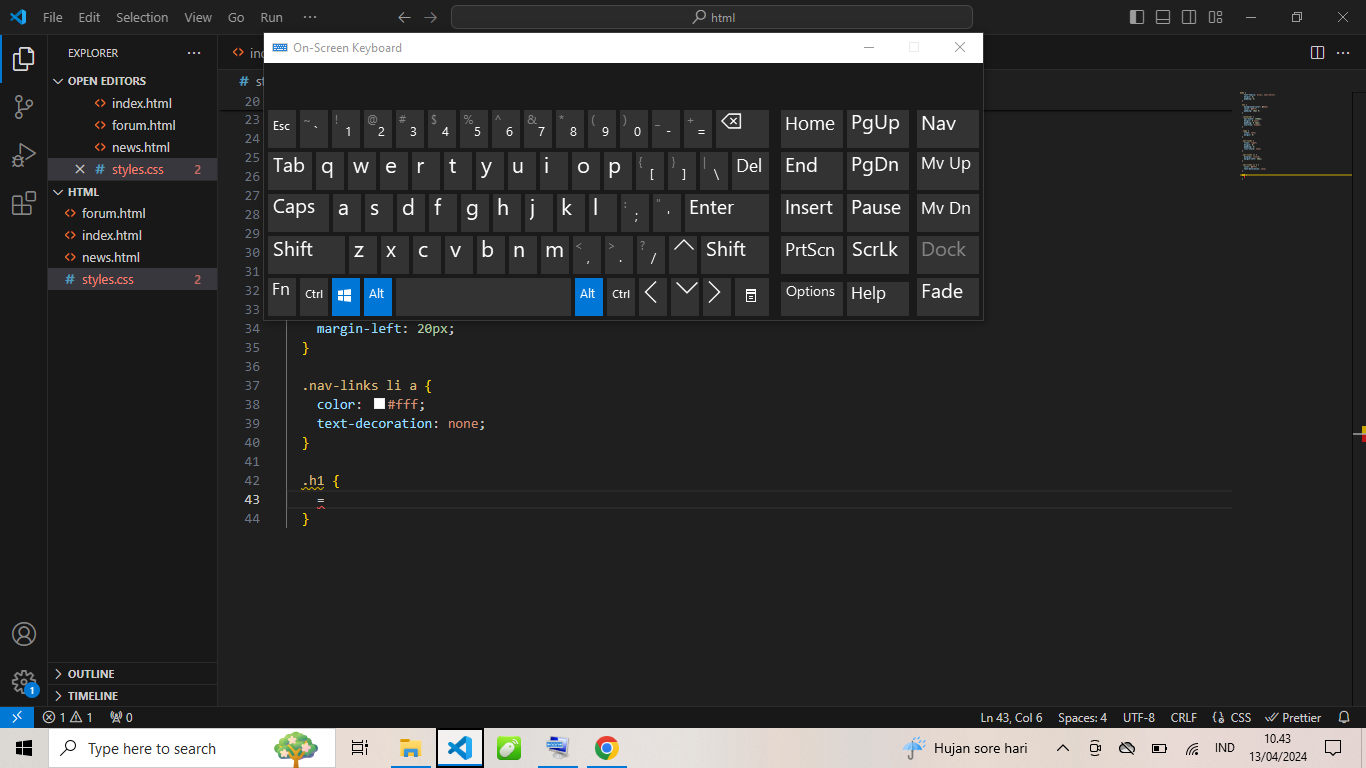 File Edit Selection View Go Run ··· html
EXPLORER ···
OPEN EDITORS
index.html
forum.html
news.html
# styles.css 2
HTML
forum.html
index.html
news.html
# styles.css 2
OUTLINE
TIMELINE
On-Screen Keyboard
Esc ~ ` ! 1 @ 2 # 3 $ 4 % 5 ^ 6 & 7 * 8 ( 9 ) 0 _ - + = Home PgUp Nav
Tab q w e r t y u i o p { [ } ] | \ Del End PgDn Mv Up
Caps a s d f g h j k l : ; " ' Enter Insert Pause Mv Dn
Shift z x c v b n m < , > . ? / Shift PrtScn ScrLk Dock
Fn Ctrl Alt Alt Ctrl Options Help Fade
20
23
24
25
26
27
28
29
30
31
32
33
34 margin-left: 20px;
35 }
36
37 .nav-links li a {
38 color: #fff;
39 text-decoration: none;
40 }
41
42 .h1 {
43 =
44 }
1
1 1 0 Ln 43, Col 6 Spaces: 4 UTF-8 CRLF {} CSS Prettier
Type here to search Hujan sore hari IND 10.43
13/04/2024